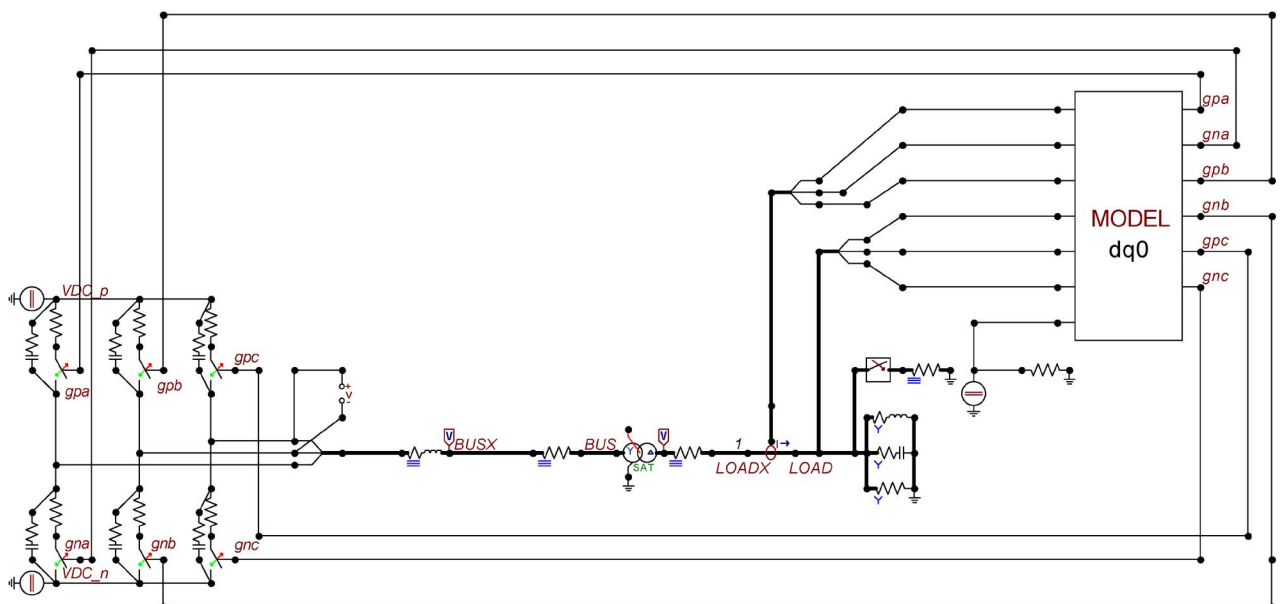 gpa
gna
gpb
gnb
gpc
gnc
MODEL
dq0
VDC_p
gpa
gpb
gpc
+
v
-
V
BUSX
BUS
Y
SAT
V
1
LOADX
I
LOAD
Y
Y
Y
gna
gnb
gnc
VDC_n